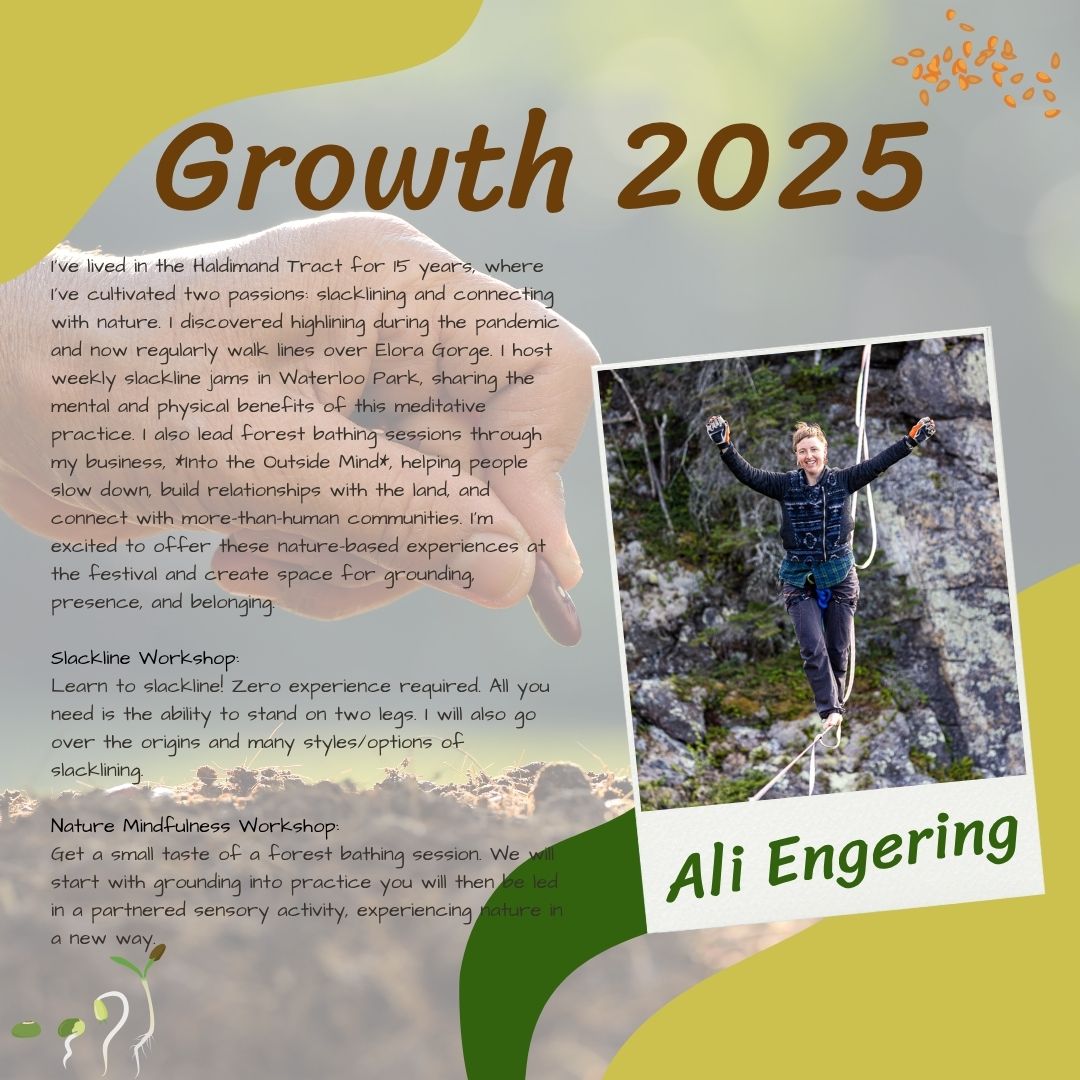 Growth 2025
I've lived in the Haldimand Tract for 15 years, where
I've cultivated two passions: slacklining and connecting
with nature. I discovered highlining during the pandemic
and now regularly walk lines over Elora Gorge. I host
weekly slackline jams in Waterloo Park, sharing the
mental and physical benefits of this meditative
practice. I also lead forest bathing sessions through
my business, *Into the Outside Mind*, helping people
slow down, build relationships with the land, and
connect with more-than-human communities. I'm
excited to offer these nature-based experiences at
the festival and create space for grounding,
presence, and belonging.
Slackline Workshop:
Learn to slackline! Zero experience required. All you
need is the ability to stand on two legs. I will also go
over the origins and many styles/options of
slacklining.
Nature Mindfulness Workshop:
Get a small taste of a forest bathing session. We will
start with grounding into practice you will then be led
in a partnered sensory activity, experiencing nature in
a new way.
Ali Engering